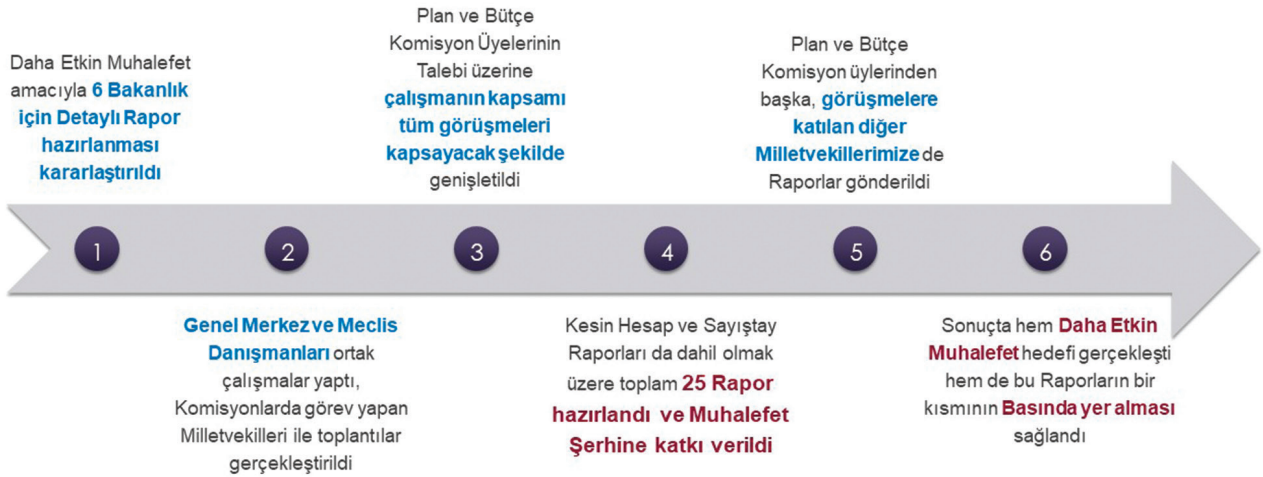 Daha Etkin Muhalefet
amacıyla 6 Bakanlık
için Detaylı Rapor
hazırlanması
kararlaştırıldı
1
Genel Merkez ve Meclis
Danışmanları ortak
çalışmalar yaptı,
Komisyonlarda görev yapan
Milletvekilleri ile toplantılar
gerçekleştirildi
2
Plan ve Bütçe
Komisyon Üyelerinin
Talebi üzerine
çalışmanın kapsamı
tüm görüşmeleri
kapsayacak şekilde
genişletildi
3
Kesin Hesap ve Sayıştay
Raporları da dahil olmak
üzere toplam 25 Rapor
hazırlandı ve Muhalefet
Şerhine katkı verildi
4
Plan ve Bütçe
Komisyon üylerinden
başka, görüşmelere
katılan diğer
Milletvekillerimize de
Raporlar gönderildi
5
Sonuçta hem Daha Etkin
Muhalefet hedefi gerçekleşti
hem de bu Raporların bir
kısmının Basında yer alması
sağlandı
6